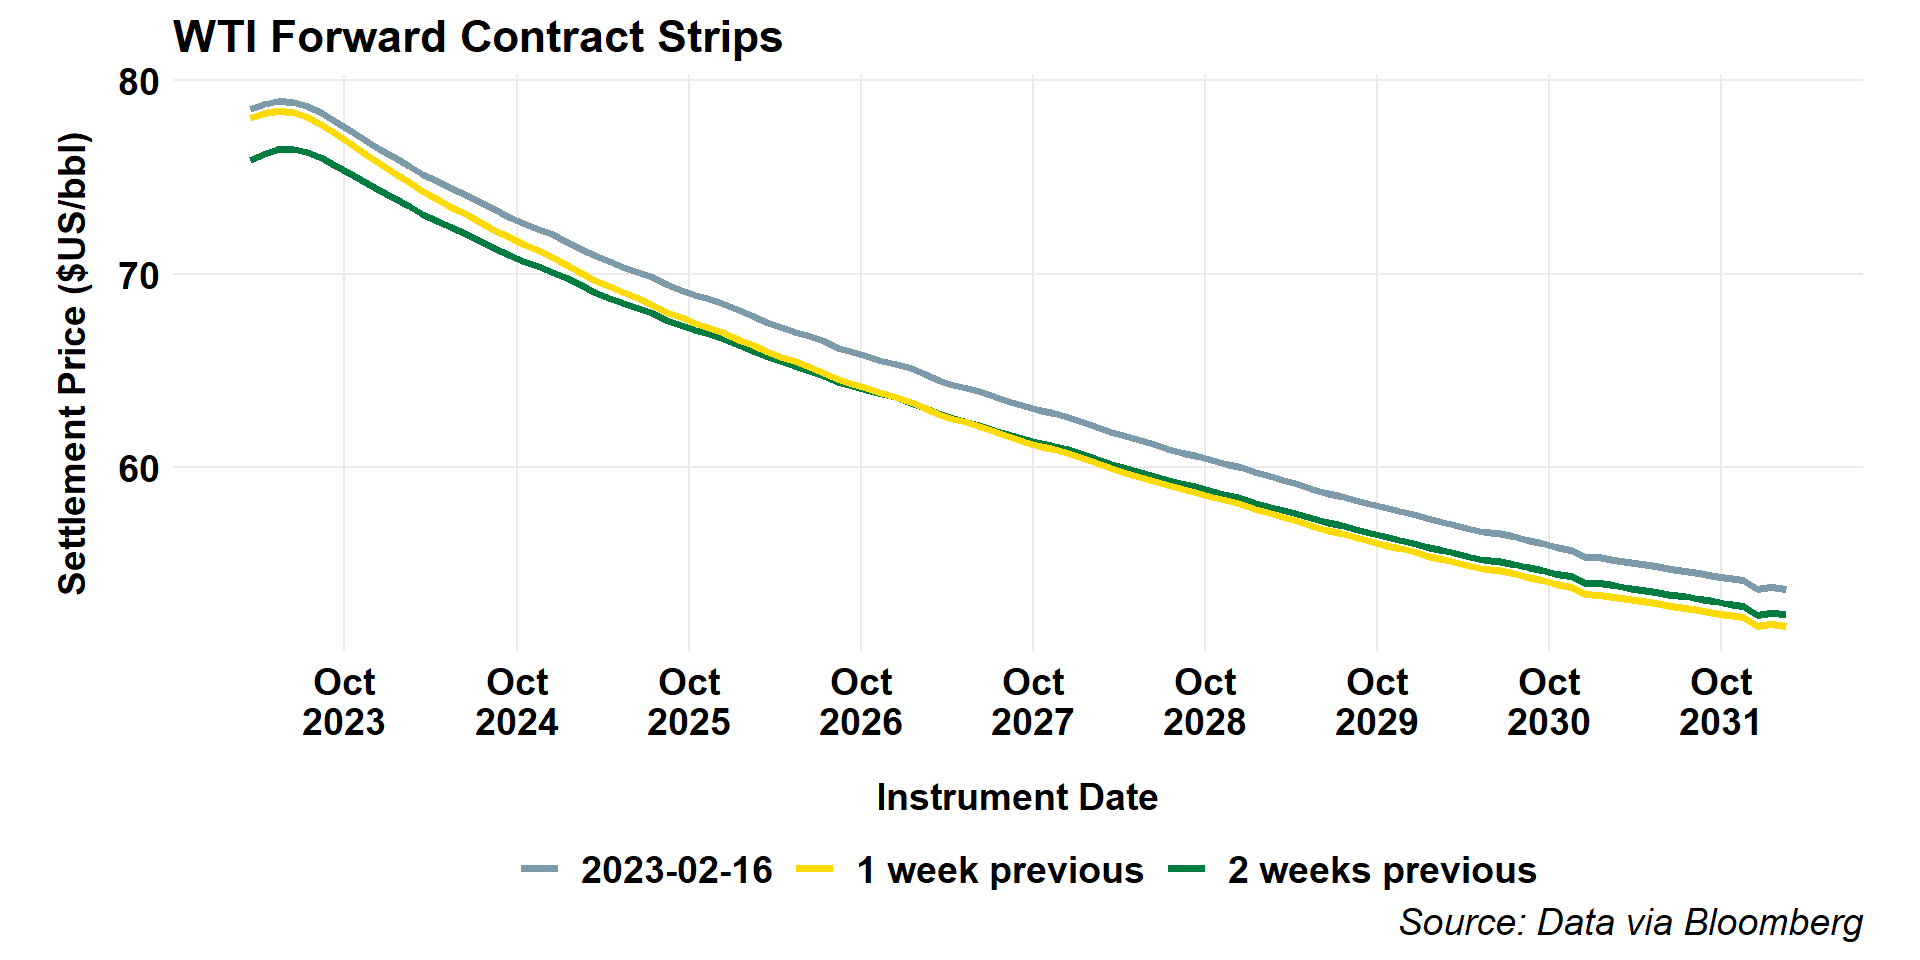 WTI Forward Contract Strips
Settlement Price ($US/bbl)
80
70
60
Oct
2023
Oct
2024
Oct
2025
Oct
2026
Oct
2027
Oct
2028
Oct
2029
Oct
2030
Oct
2031
Instrument Date
2023-02-16
1 week previous
2 weeks previous
Source: Data via Bloomberg